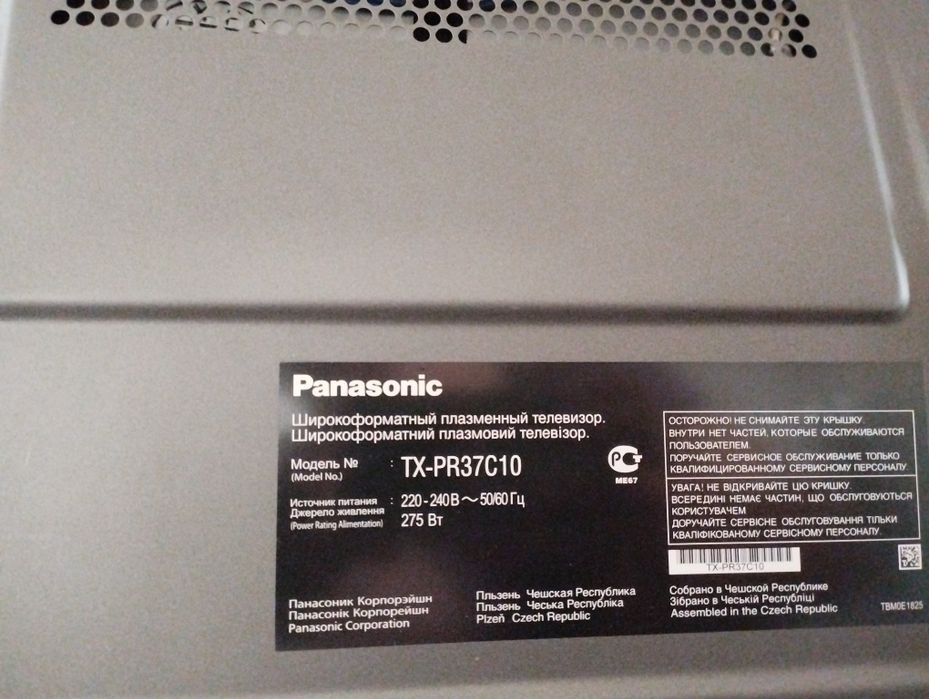 Panasonic
Широкоформатный плазменный телевизор.
Широкоформатний плазмовий телевізор.
Модель № : TX-PR37C10
(Model No.)
Источник питания : 220 - 240 В ~ 50/60 Гц
Джерело живлення
(Power Rating Alimentation) 275 Вт
РСТ
ME67
ОСТОРОЖНО! НЕ СНИМАЙТЕ ЭТУ КРЫШКУ.
ВНУТРИ НЕТ ЧАСТЕЙ, КОТОРЫЕ ОБСЛУЖИВАЮТСЯ
ПОЛЬЗОВАТЕЛЕМ.
ПОРУЧАЙТЕ СЕРВИСНОЕ ОБСЛУЖИВАНИЕ ТОЛЬКО
КВАЛИФИЦИРОВАННОМУ СЕРВИСНОМУ ПЕРСОНАЛУ.
УВАГА! НЕ ВІДКРИВАЙТЕ ЦЮ КРИШКУ.
ВСЕРЕДИНІ НЕМАЄ ЧАСТИН, ЩО ОБСЛУГОВУЮТЬСЯ
КОРИСТУВАЧЕМ
ДОРУЧАЙТЕ СЕРВІСНЕ ОБСЛУГОВУВАННЯ ТІЛЬКИ
КВАЛІФІКОВАНОМУ СЕРВІСНОМУ ПЕРСОНАЛУ.
TX-PR37C10
Панасоник Корпорэйшн
Панасонік Корпорейшн
Panasonic Corporation
Пльзень Чешская Республика
Пльзень Чеська Республіка
Plzeň Czech Republic
Собрано в Чешской Республике
Зібрано в Чеській Республіці
Assembled in the Czech Republic
TBM0E1825